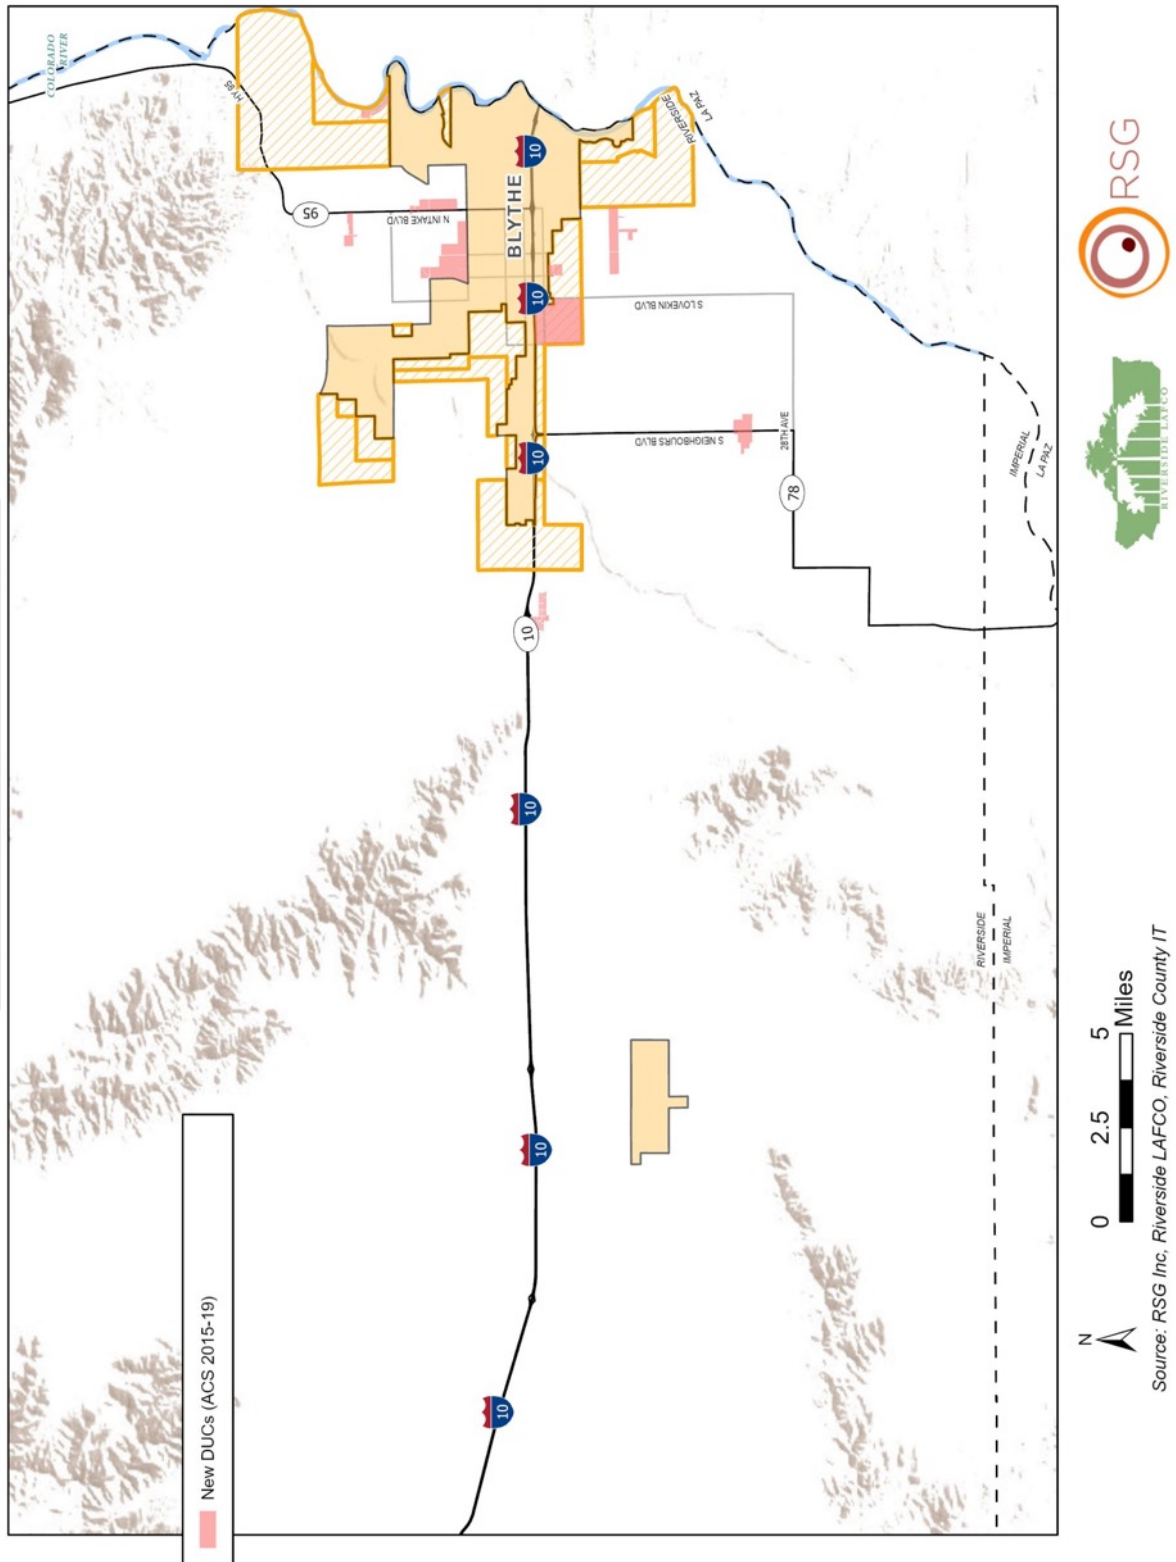 New DUCs (ACS 2015-19)
COLORADO
RIVER
HY 95
95
N INTAKE BLVD
BLYTHE
10
10
10
10
10
10
10
RIVERSIDE
LA PAZ
S LOVEKIN BLVD
S NEIGHBOURS BLVD
28TH AVE
78
IMPERIAL
LA PAZ
RIVERSIDE
IMPERIAL
N
0 2.5 5
Miles
Source: RSG Inc, Riverside LAFCO, Riverside County IT
RIVERSIDE LAFCO
RSG